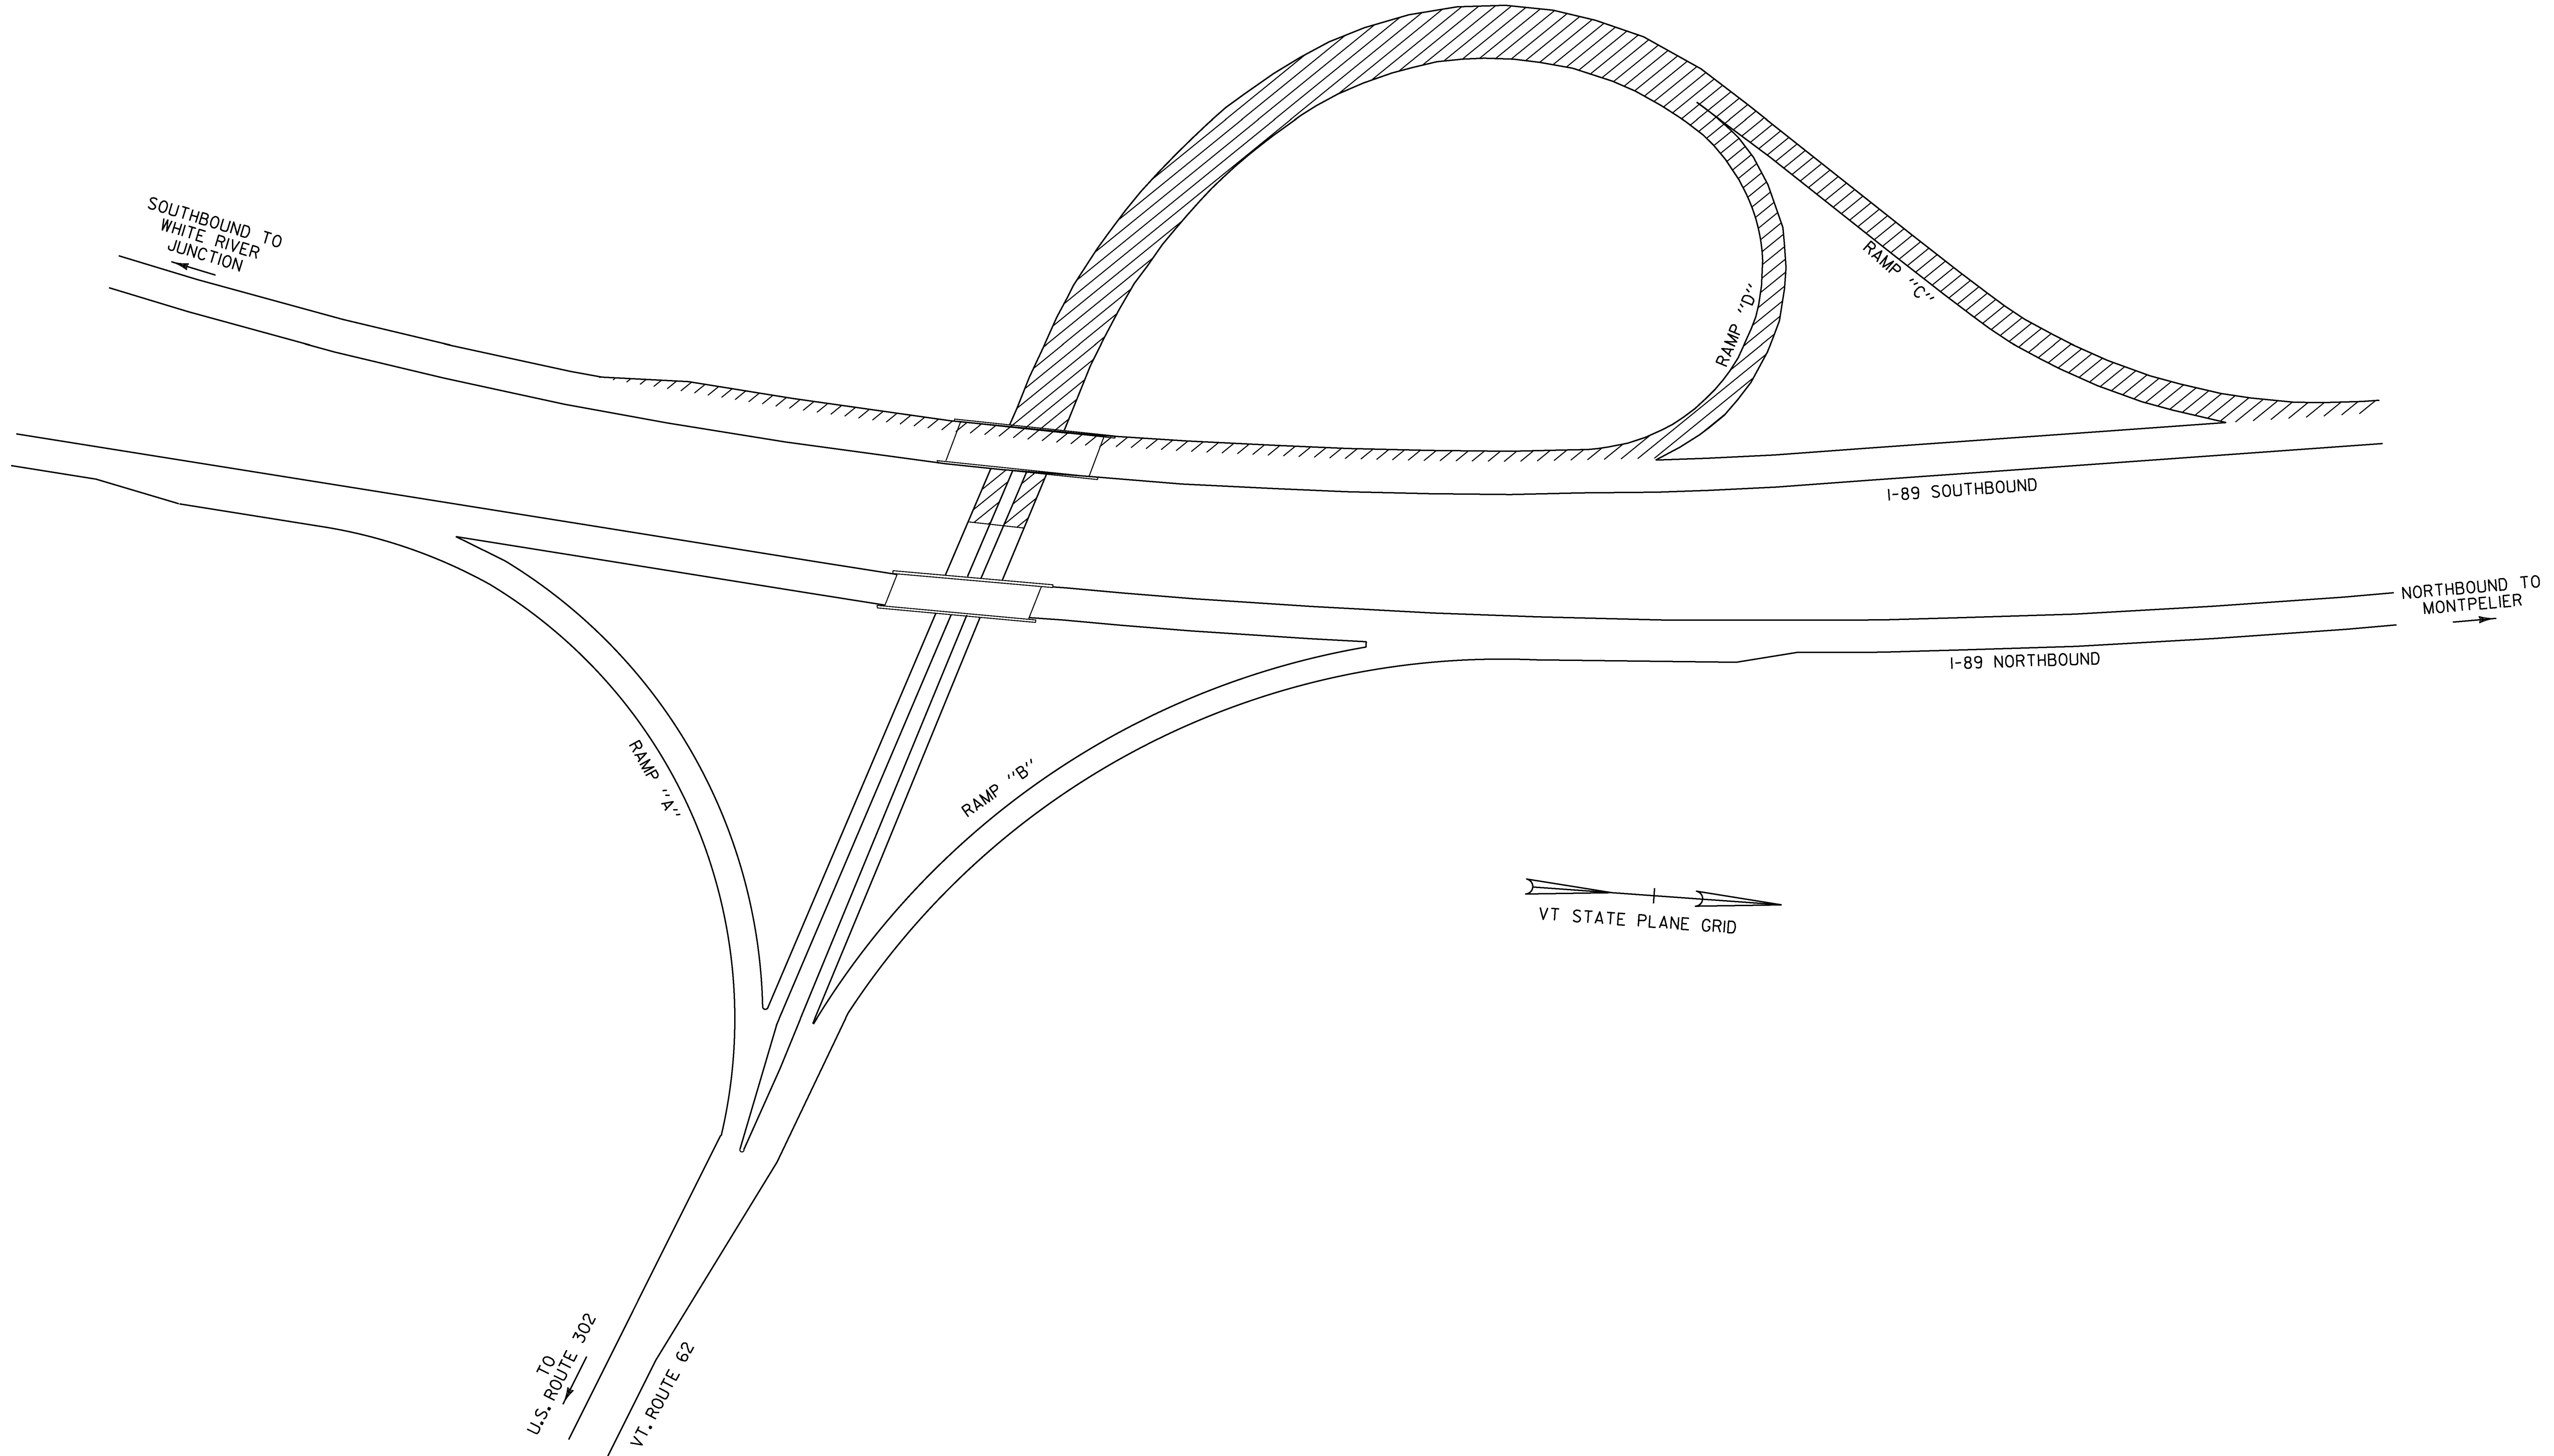 SOUTHBOUND TO
WHITE RIVER
JUNCTION
RAMP "C"
RAMP "D"
I-89 SOUTHBOUND
NORTHBOUND TO
MONTPELIER
I-89 NORTHBOUND
RAMP "A"
RAMP "B"
VT STATE PLANE GRID
TO
U.S. ROUTE 302
VT. ROUTE 62